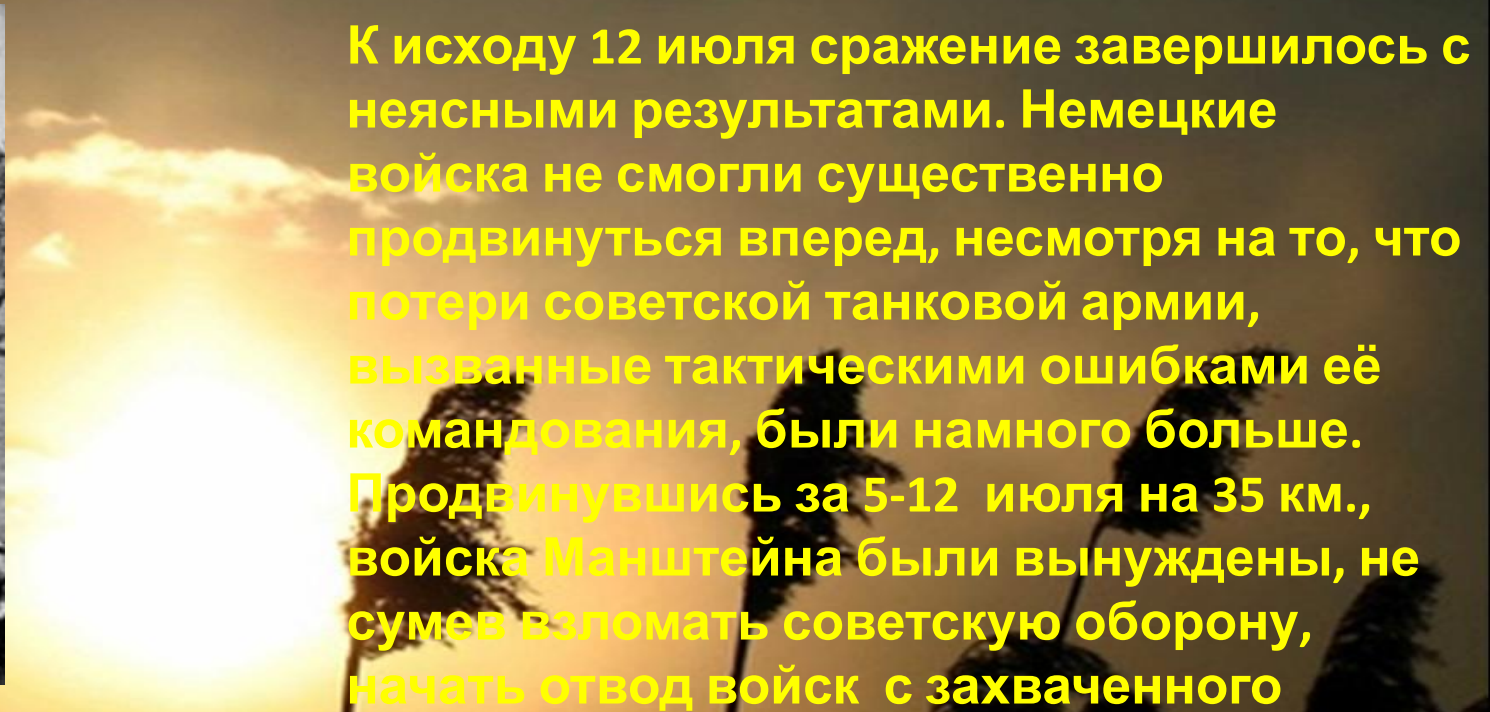 К исходу 12 июля сражение завершилось с
неясными результатами. Немецкие
войска не смогли существенно
продвинуться вперед, несмотря на то, что
потери советской танковой армии,
вызванные тактическими ошибками её
командования, были намного больше.
Продвинувшись за 5-12  июля на 35 км.,
войска Манштейна были вынуждены, не
сумев взломать советскую оборону,
начать отвод войск  с захваченного